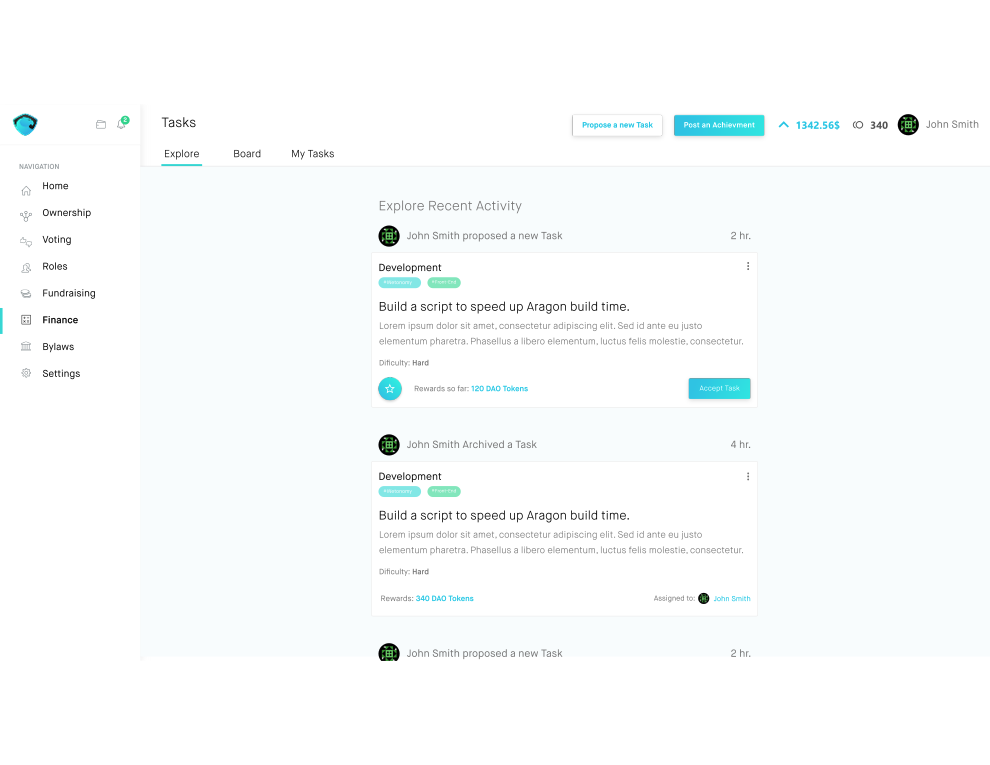 2
Tasks
Propose a new Task
Post an Achievment
1342.56$
340
John Smith
Explore
Board
My Tasks
NAVIGATION
Home
Ownership
Voting
Roles
Fundraising
Finance
Bylaws
Settings
Explore Recent Activity
John Smith proposed a new Task
2 hr.
Development
Build a script to speed up Aragon build time.
Lorem ipsum dolor sit amet, consectetur adipiscing elit. Sed id ante eu justo
elementum pharetra. Phasellus a libero elementum, luctus felis molestie, consectetur.
Dificulty: Hard
Rewards so far: 120 DAO Tokens
Accept Task
John Smith Archived a Task
4 hr.
Development
Build a script to speed up Aragon build time.
Lorem ipsum dolor sit amet, consectetur adipiscing elit. Sed id ante eu justo
elementum pharetra. Phasellus a libero elementum, luctus felis molestie, consectetur.
Dificulty: Hard
Rewards: 340 DAO Tokens
Assigned to: John Smith
John Smith proposed a new Task
2 hr.